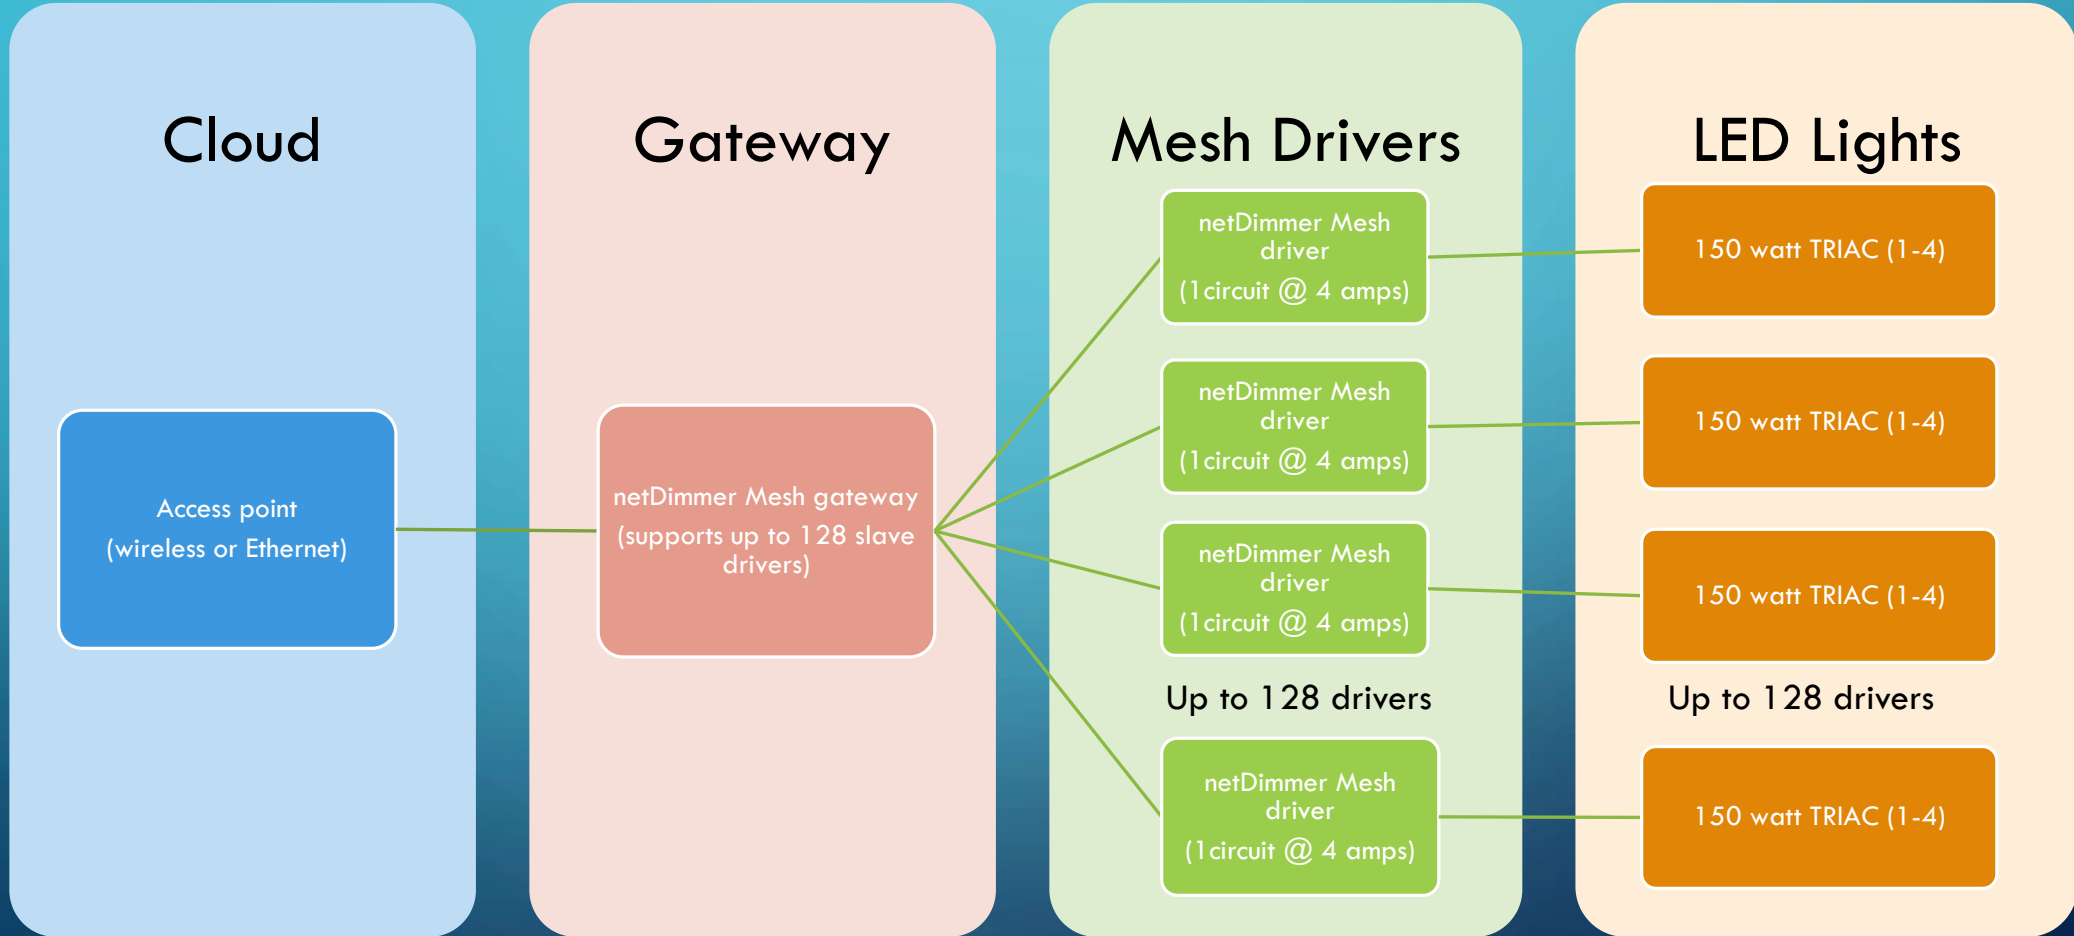 Cloud
Gateway
Mesh Drivers
LED Lights
Access point
(wireless or Ethernet)
netDimmer Mesh gateway
(supports up to 128 slave
drivers)
netDimmer Mesh
driver
(1circuit @ 4 amps)
netDimmer Mesh
driver
(1circuit @ 4 amps)
netDimmer Mesh
driver
(1circuit @ 4 amps)
Up to 128 drivers
netDimmer Mesh
driver
(1circuit @ 4 amps)
150 watt TRIAC (1-4)
150 watt TRIAC (1-4)
150 watt TRIAC (1-4)
Up to 128 drivers
150 watt TRIAC (1-4)